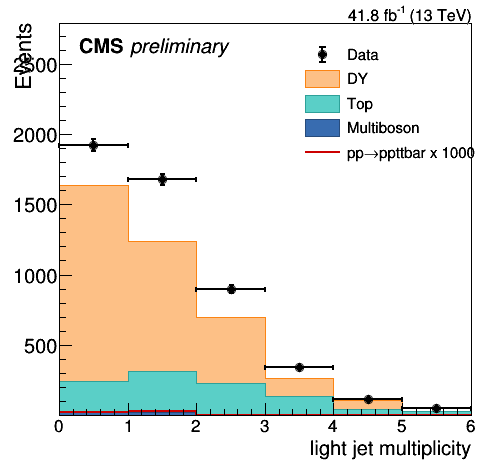 41.8 fb⁻¹ (13 TeV)
CMS preliminary
Events
Data
DY
Top
Multiboson
pp→ppttbar x 1000
2500
2000
1500
1000
500
0 1 2 3 4 5 6
light jet multiplicity